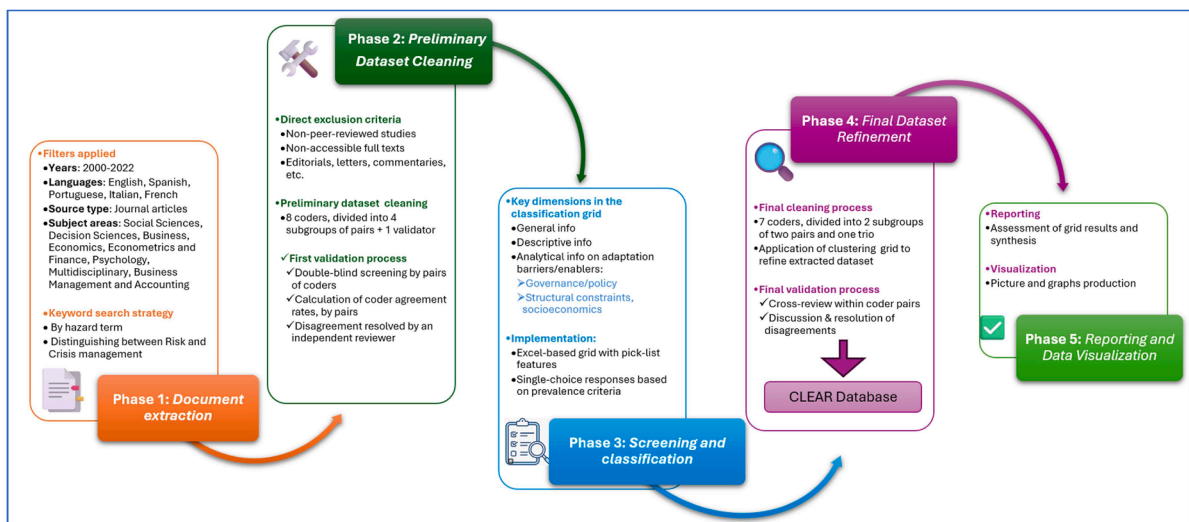 •Filters applied
•Years: 2000-2022
•Languages: English, Spanish,
Portuguese, Italian, French
•Source type: Journal articles
•Subject areas: Social Sciences,
Decision Sciences, Business,
Economics, Econometrics and
Finance, Psychology,
Multidisciplinary, Business
Management and Accounting
•Keyword search strategy
• By hazard term
• Distinguishing between Risk and
Crisis management
Phase 1: Document
extraction
Phase 2: Preliminary
Dataset Cleaning
•Direct exclusion criteria
•Non-peer-reviewed studies
•Non-accessible full texts
•Editorials, letters, commentaries,
etc.
•Preliminary dataset cleaning
•8 coders, divided into 4
subgroups of pairs + 1 validator
✓First validation process
✓Double-blind screening by pairs
of coders
✓Calculation of coder agreement
rates, by pairs
✓Disagreement resolved by an
independent reviewer
•Key dimensions in the
classification grid
•General info
•Descriptive info
•Analytical info on adaptation
barriers/enablers:
➢Governance/policy
➢Structural constraints,
socioeconomics
•Implementation:
•Excel-based grid with pick-list
features
•Single-choice responses based
on prevalence criteria
Phase 3: Screening and
classification
Phase 4: Final Dataset
Refinement
•Final cleaning process
•7 coders, divided into 2 subgroups
of two pairs and one trio
•Application of clustering grid to
refine extracted dataset
•Final validation process
✓Cross-review within coder pairs
✓Discussion & resolution of
disagreements
CLEAR Database
•Reporting
•Assessment of grid results and
synthesis
•Visualization
•Picture and graphs production
Phase 5: Reporting and
Data Visualization